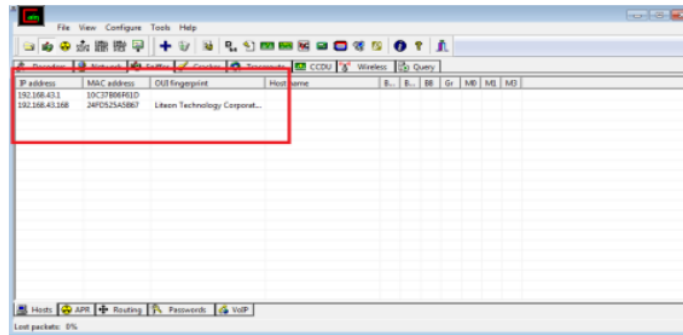 File View Configure Tools Help
Decoders Network Sniffer Cracker Traceroute CCDU Wireless Query
IP address MAC address OUI fingerprint Host name B... B... B8 Gr M0 M1 M3
192.168.43.1
192.168.43.168 24FD525A5867 Liteon Technology Corporat...
Hosts APR Routing Passwords VoIP
Lost packets: 0%